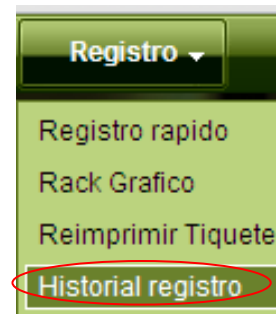 Registro
Registro rapido
Rack Grafico
Reimprimir Tiquete
Historial registro